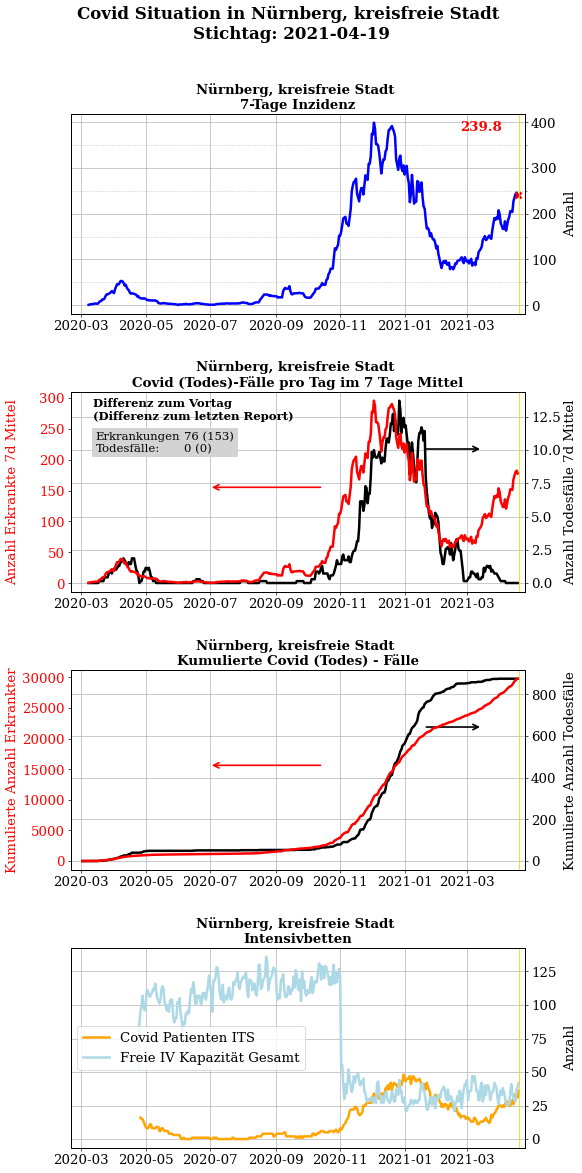 Covid Situation in Nürnberg, kreisfreie Stadt
Stichtag: 2021-04-19
Nürnberg, kreisfreie Stadt
7-Tage Inzidenz
239.8
400
300
200
100
0
Anzahl
2020-03 2020-05 2020-07 2020-09 2020-11 2021-01 2021-03
Nürnberg, kreisfreie Stadt
Covid (Todes)-Fälle pro Tag im 7 Tage Mittel
Anzahl Erkrankte 7d Mittel
300
250
200
150
100
50
0
Differenz zum Vortag
(Differenz zum letzten Report)
Erkrankungen 76 (153)
Todesfälle: 0 (0)
12.5
10.0
7.5
5.0
2.5
0.0
Anzahl Todesfälle 7d Mittel
2020-03 2020-05 2020-07 2020-09 2020-11 2021-01 2021-03
Nürnberg, kreisfreie Stadt
Kumulierte Covid (Todes) - Fälle
Kumulierte Anzahl Erkrankter
30000
25000
20000
15000
10000
5000
0
800
600
400
200
0
Kumulierte Anzahl Todesfälle
2020-03 2020-05 2020-07 2020-09 2020-11 2021-01 2021-03
Nürnberg, kreisfreie Stadt
Intensivbetten
Covid Patienten ITS
Freie IV Kapazität Gesamt
125
100
75
50
25
0
Anzahl
2020-03 2020-05 2020-07 2020-09 2020-11 2021-01 2021-03